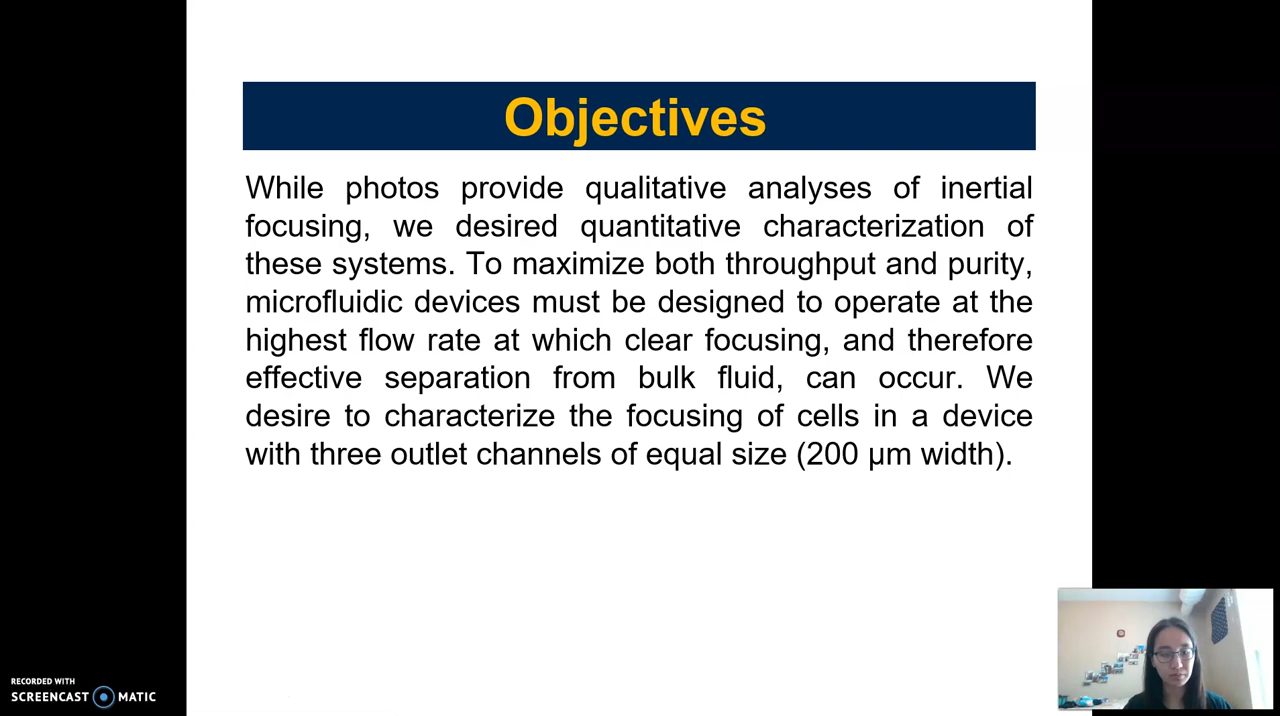 Objectives
While photos provide qualitative analyses of inertial
focusing, we desired quantitative characterization of
these systems. To maximize both throughput and purity,
microfluidic devices must be designed to operate at the
highest flow rate at which clear focusing, and therefore
effective separation from bulk fluid, can occur. We
desire to characterize the focusing of cells in a device
with three outlet channels of equal size (200 µm width).
RECORDED WITH
SCREENCAST MATIC